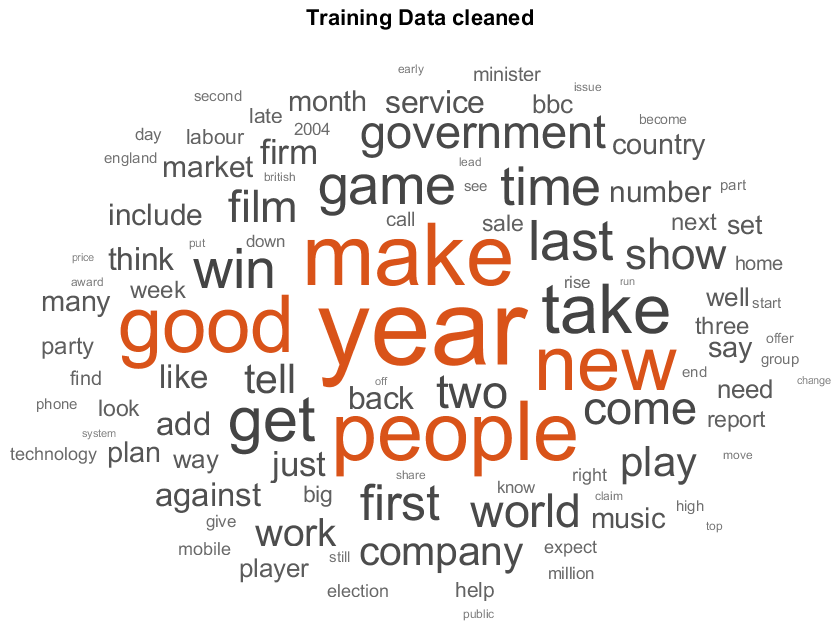 Training Data cleaned
early
minister
second
issue
month
service
bbc
late
2004
become
day
labour
government
country
england
firm
market
lead
british
game
see
time
number
part
include
film
call
sale
last
next
set
put
down
make
show
price
think
win
home
award
week
rise
run
many
good
year
take
well
start
three
party
new
say
offer
group
find
like
tell
off
end
change
phone
look
back
two
need
add
get
people
come
report
system
technology
plan
way
just
play
move
share
right
against
big
first
know
world
claim
music
high
give
work
top
mobile
still
company
expect
player
million
election
help
public